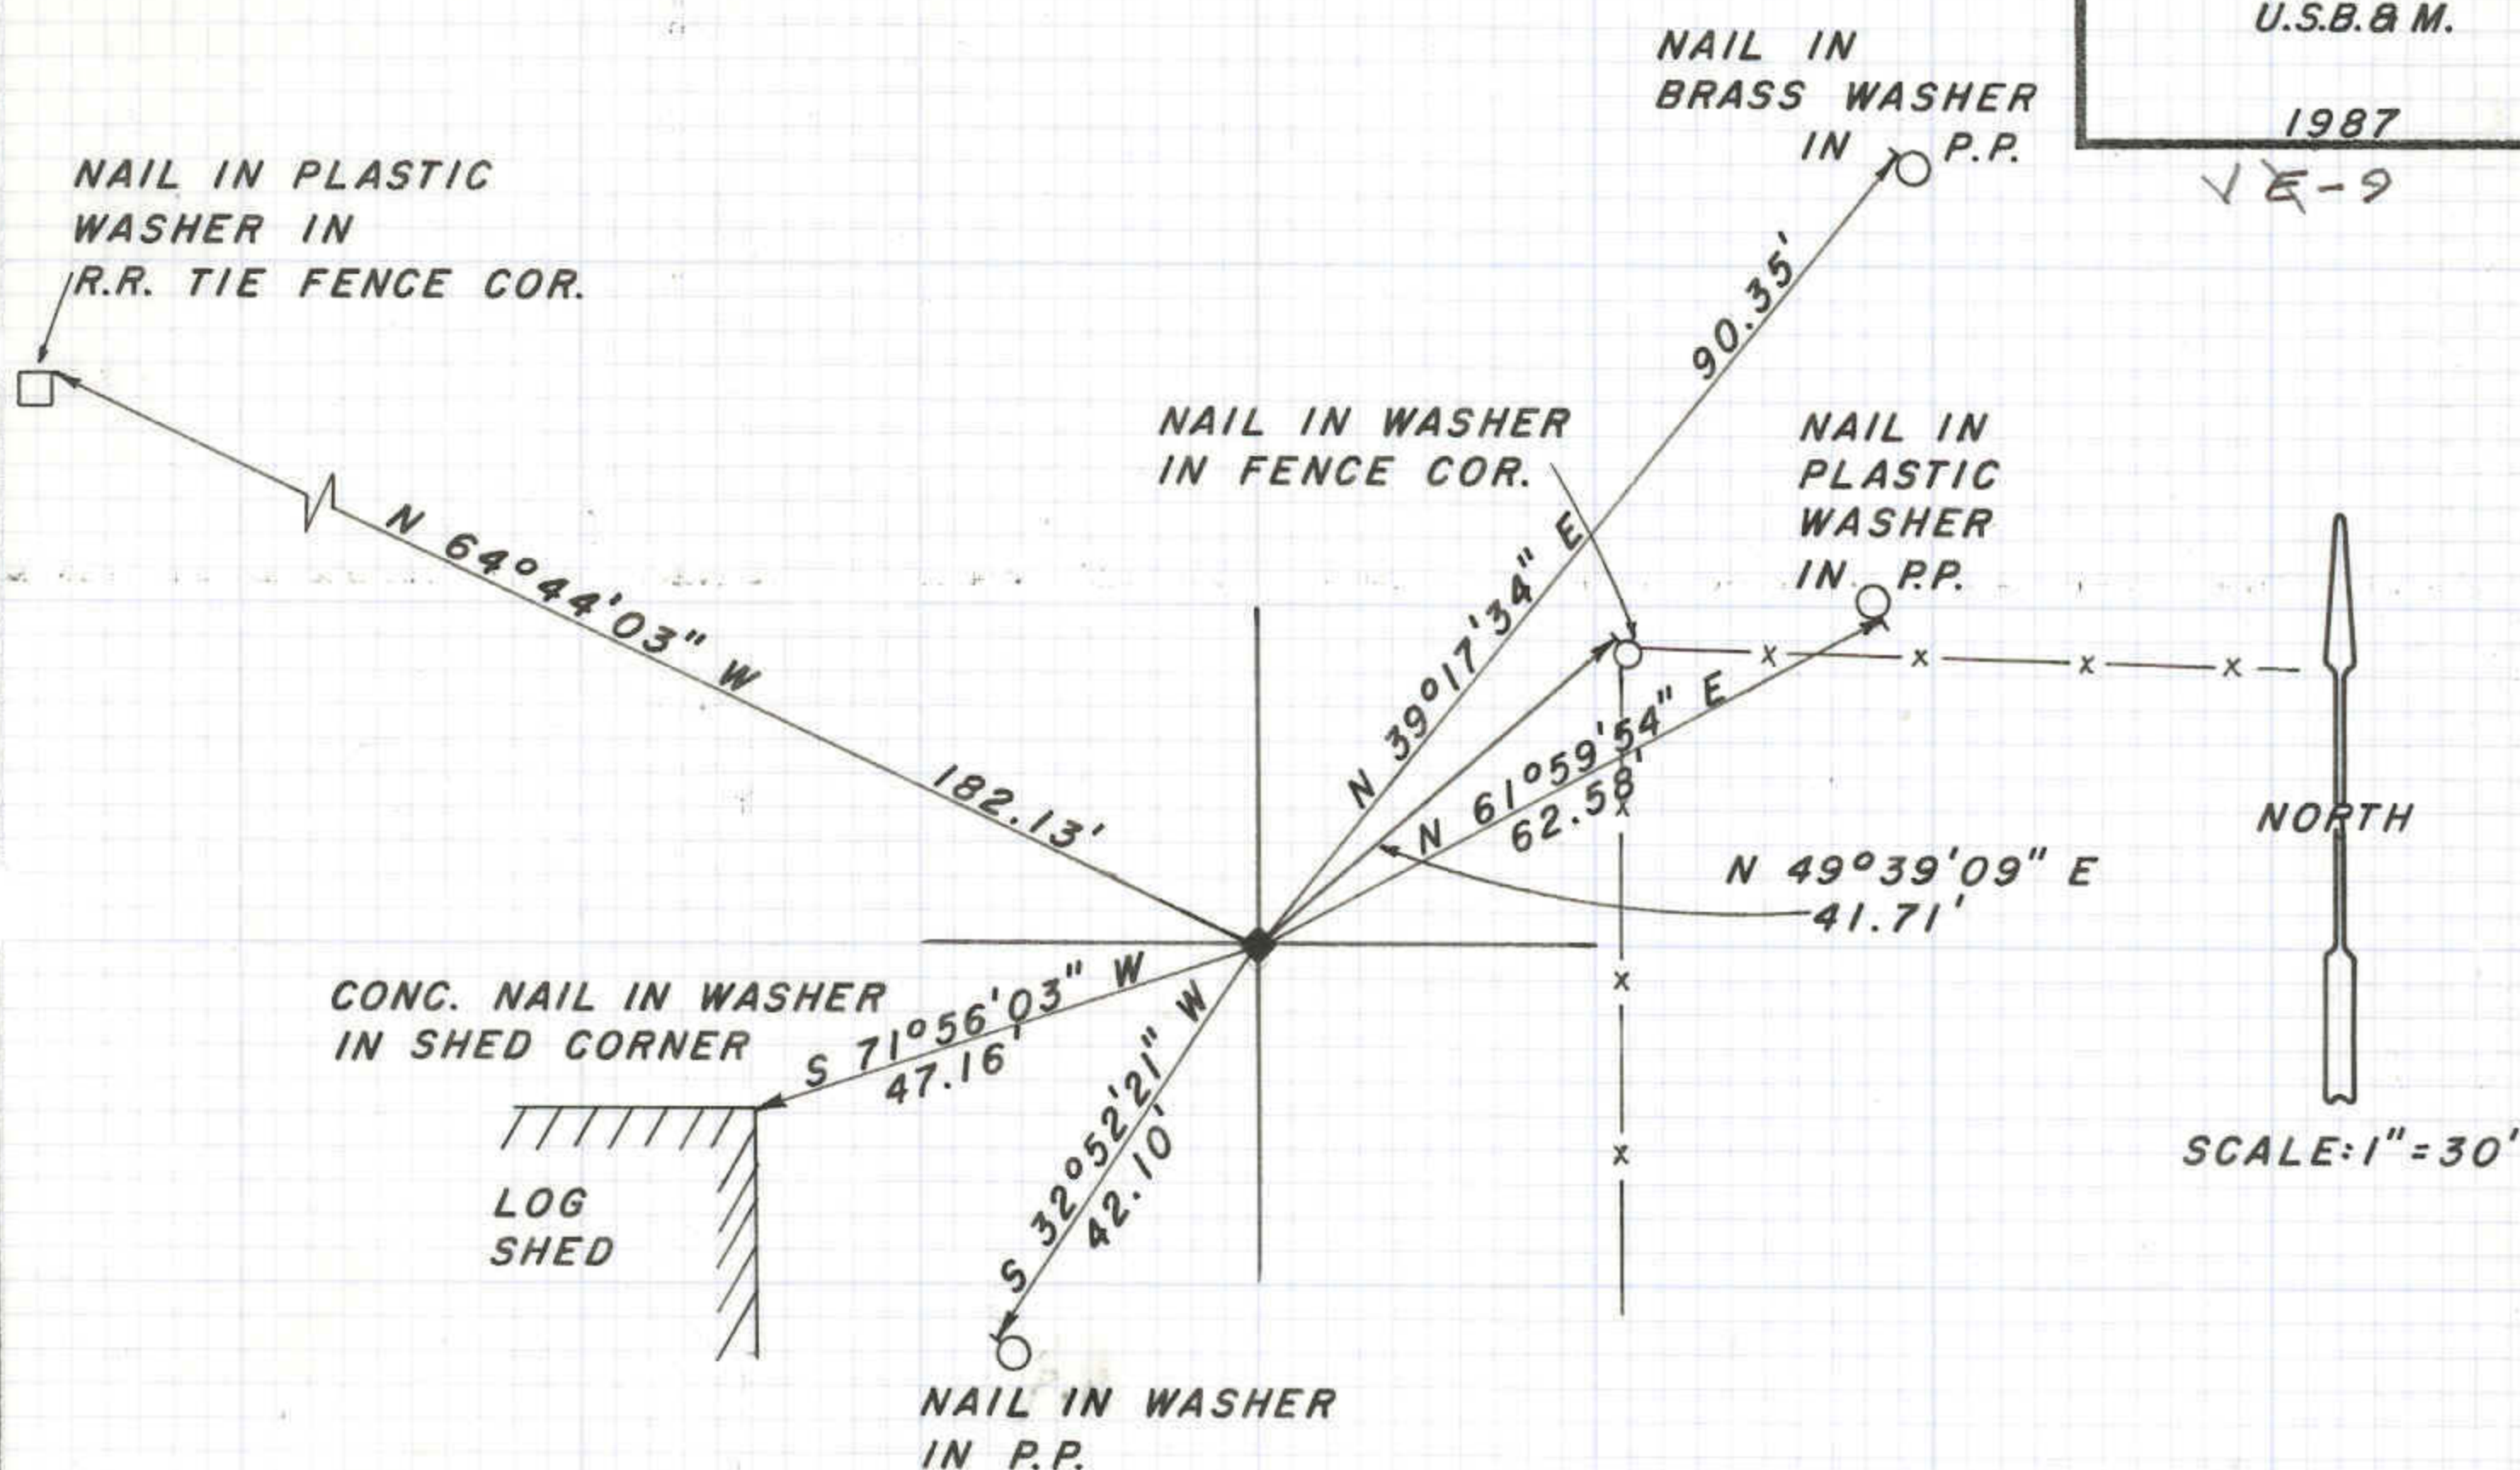 U.S.B. & M.
1987
E-9
NAIL IN
BRASS WASHER
IN P.P.
NAIL IN PLASTIC
WASHER IN
R.R. TIE FENCE COR.
90.35'
NAIL IN WASHER
IN FENCE COR.
NAIL IN
PLASTIC
WASHER
IN P.P.
N 64°44'03" W
182.13'
N 39°17'34" E
N 61°59'54" E
62.58'
N 49°39'09" E
41.71'
NORTH
CONC. NAIL IN WASHER
IN SHED CORNER
S 71°56'03" W
47.16'
S 32°52'21" W
42.10'
SCALE: 1" = 30'
LOG
SHED
X X X X
X
X
X
NAIL IN WASHER
IN P.P.